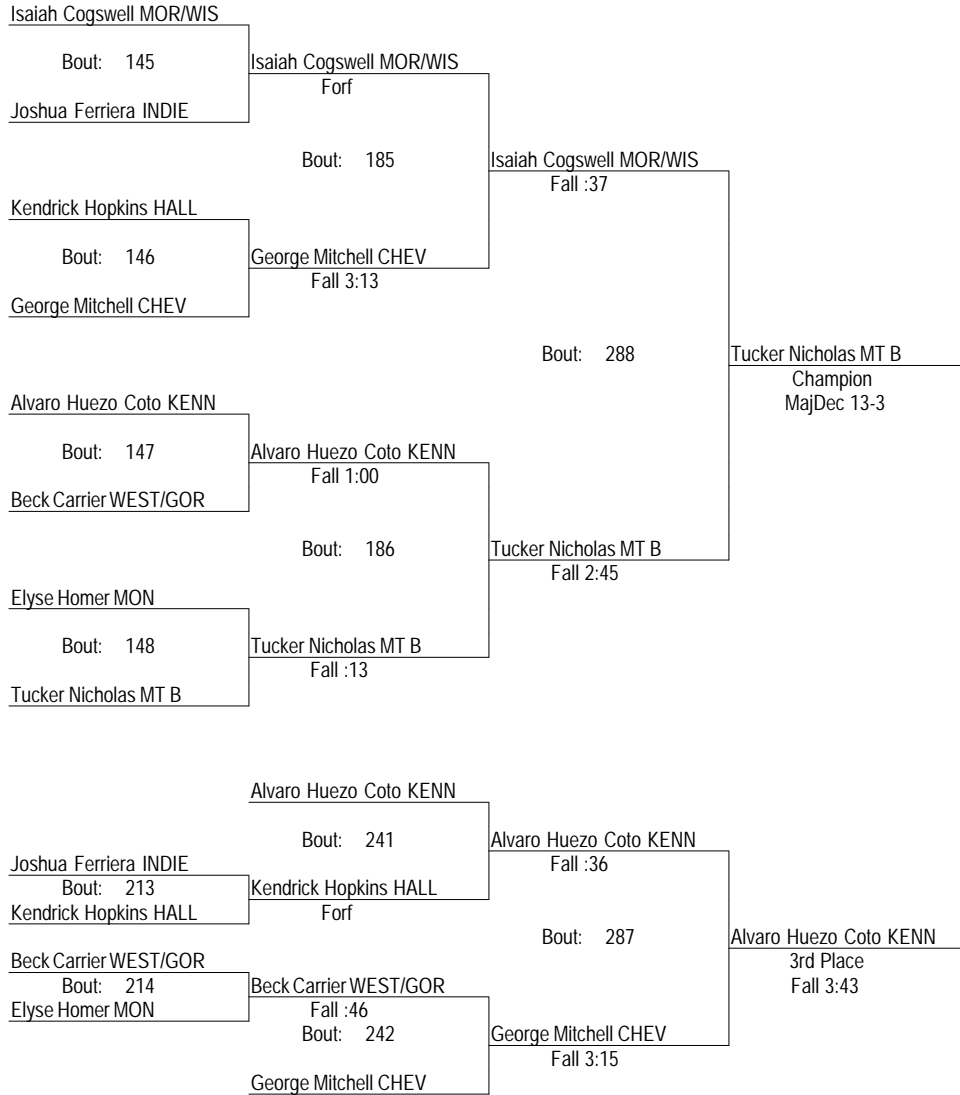 Isaiah Cogswell MOR/WIS
Bout: 145
Isaiah Cogswell MOR/WIS
Forf
Joshua Ferriera INDIE
Bout: 185
Isaiah Cogswell MOR/WIS
Fall :37
Kendrick Hopkins HALL
Bout: 146
George Mitchell CHEV
Fall 3:13
George Mitchell CHEV
Bout: 288
Tucker Nicholas MT B
Champion
MajDec 13-3
Alvaro Huezo Coto KENN
Bout: 147
Alvaro Huezo Coto KENN
Fall 1:00
Beck Carrier WEST/GOR
Bout: 186
Tucker Nicholas MT B
Fall 2:45
Elyse Homer MON
Bout: 148
Tucker Nicholas MT B
Fall :13
Tucker Nicholas MT B
Alvaro Huezo Coto KENN
Bout: 241
Alvaro Huezo Coto KENN
Fall :36
Joshua Ferriera INDIE
Bout: 213
Kendrick Hopkins HALL
Forf
Kendrick Hopkins HALL
Bout: 287
Alvaro Huezo Coto KENN
3rd Place
Fall 3:43
Beck Carrier WEST/GOR
Bout: 214
Beck Carrier WEST/GOR
Fall :46
Elyse Homer MON
Bout: 242
George Mitchell CHEV
Fall 3:15
George Mitchell CHEV